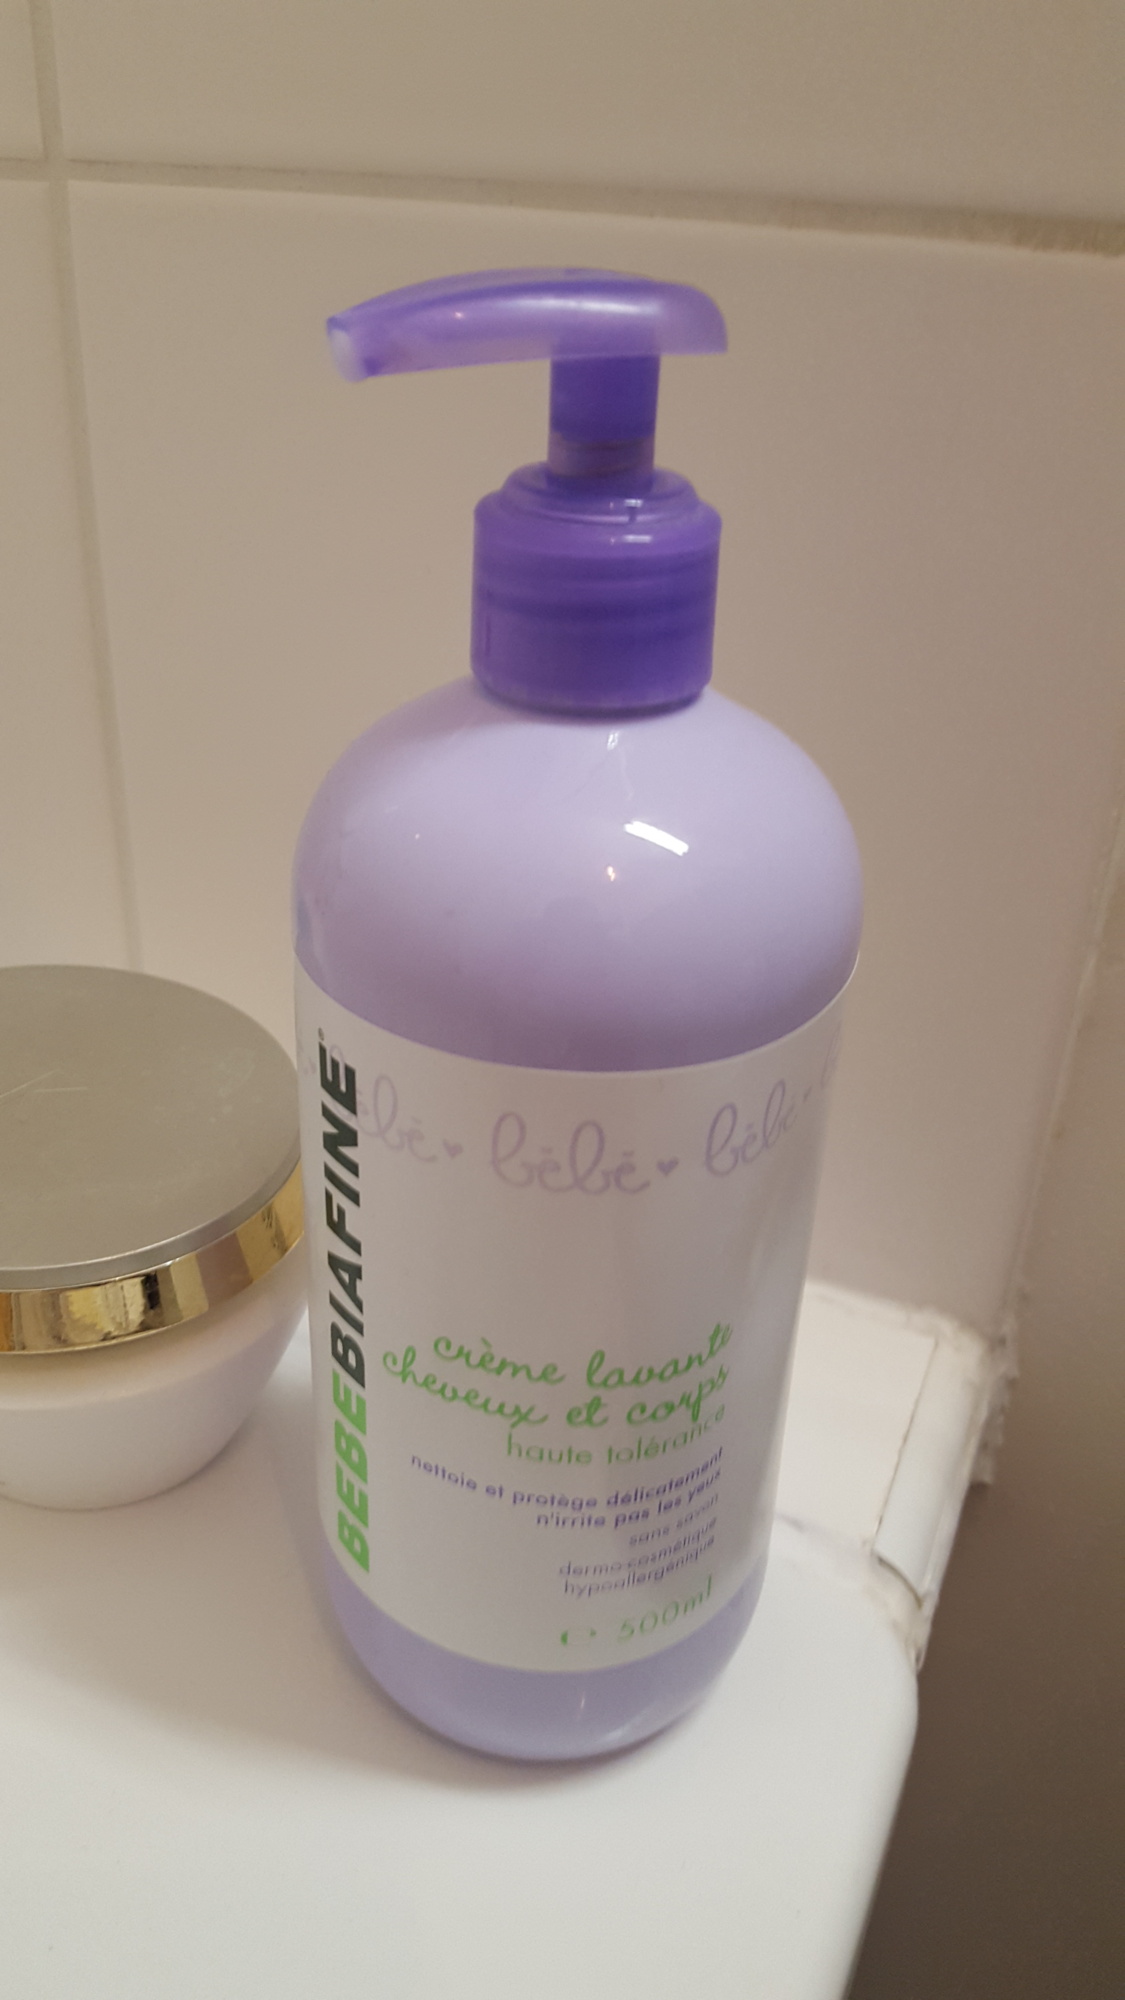 BEBEBIAFINE®
bébé ♥ bébé ♥ bébé
crème lavante
cheveux et corps
haute tolérance
nettoie et protège délicatement
n'irrite pas les yeux
sans savon
dermo-cosmétique
hypoallergénique
e 500ml